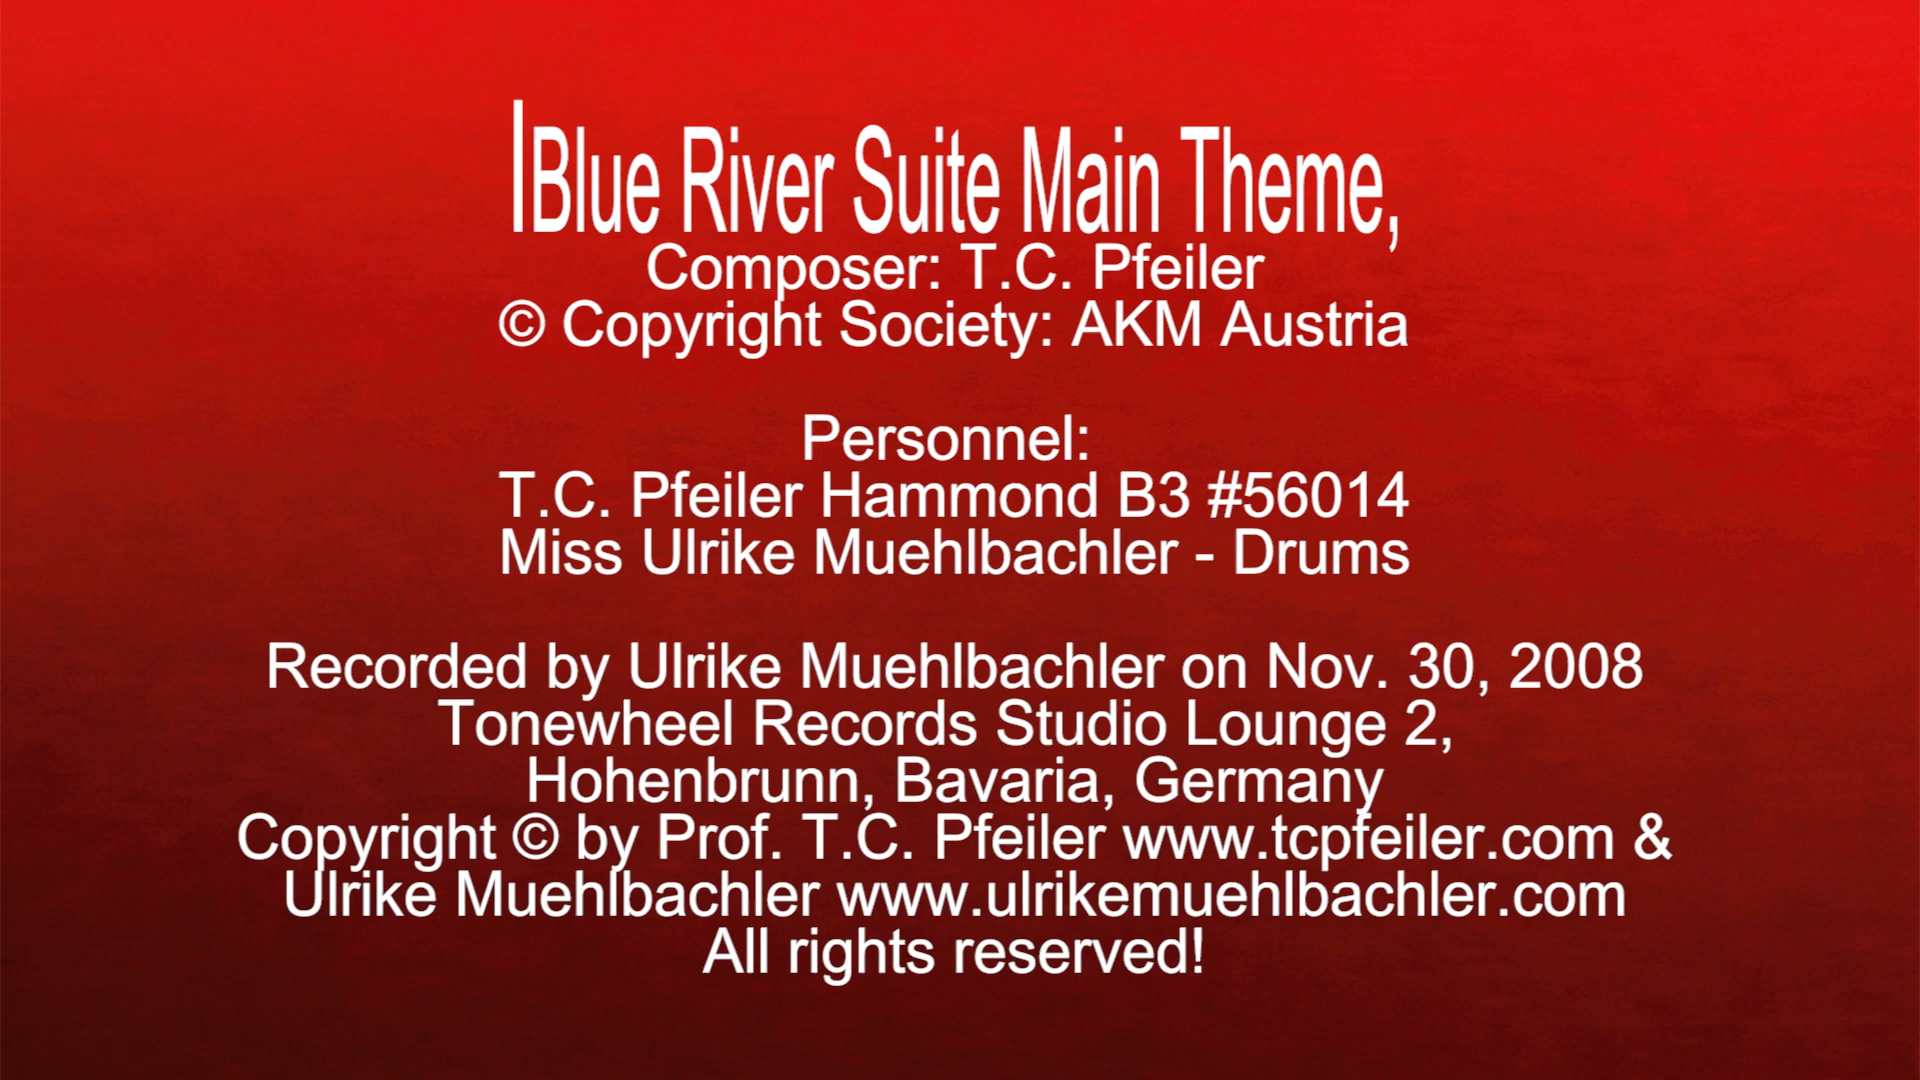 IBlue River Suite Main Theme,
Composer: T.C. Pfeiler
© Copyright Society: AKM Austria
Personnel:
T.C. Pfeiler Hammond B3 #56014
Miss Ulrike Muehlbachler - Drums
Recorded by Ulrike Muehlbachler on Nov. 30, 2008
Tonewheel Records Studio Lounge 2,
Hohenbrunn, Bavaria, Germany
Copyright © by Prof. T.C. Pfeiler www.tcpfeiler.com &
Ulrike Muehlbachler www.ulrikemuehlbachler.com
All rights reserved!